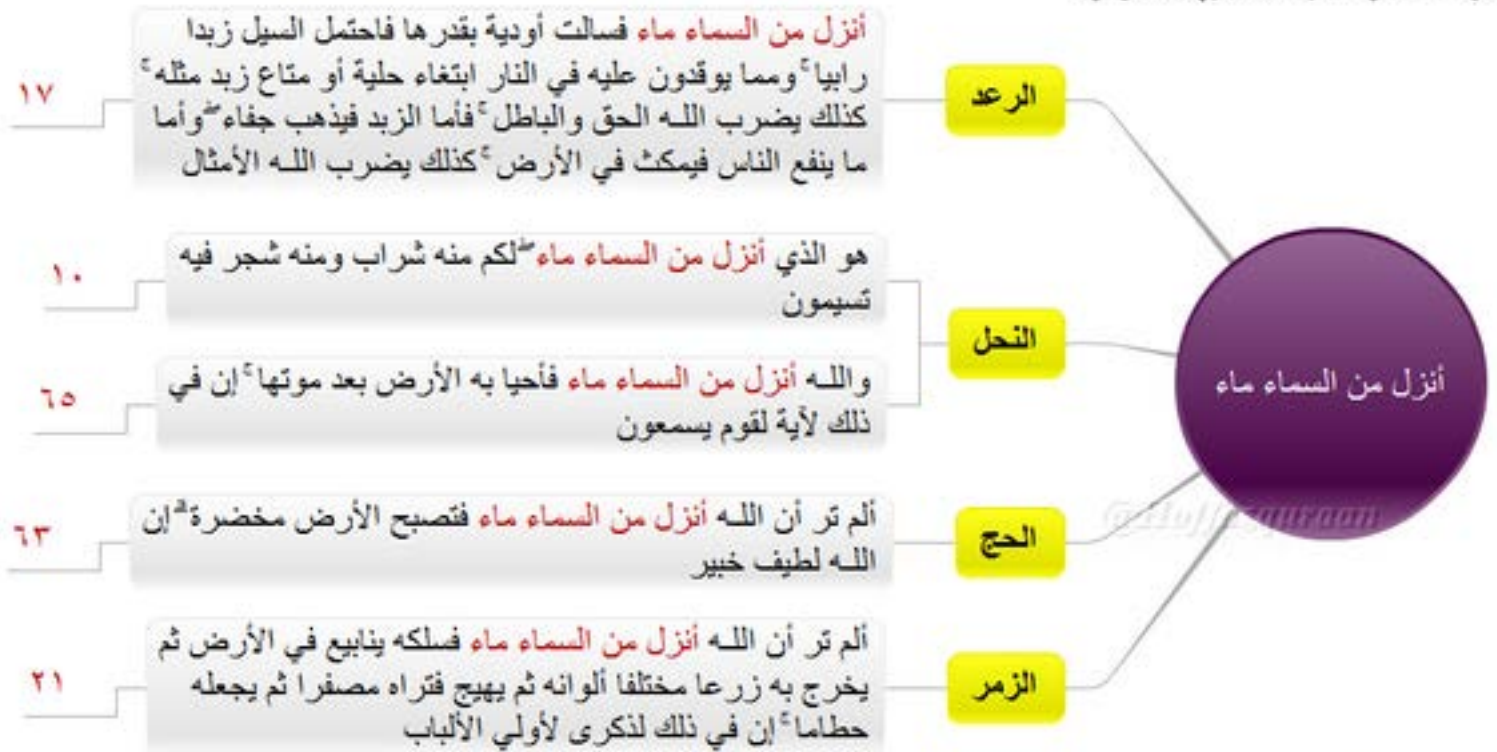 أنزل من السماء ماء
الرعد
أنزل من السماء ماء فسالت أودية بقدرها فاحتمل السيل زبدا
رابيا ۚ ومما يوقدون عليه في النار ابتغاء حلية أو متاع زبد مثله ۚ
كذلك يضرب اللـه الحق والباطل ۚ فأما الزبد فيذهب جفاء ۖ وأما
ما ينفع الناس فيمكث في الأرض ۚ كذلك يضرب اللـه الأمثال
١٧
النحل
هو الذي أنزل من السماء ماء ۖ لكم منه شراب ومنه شجر فيه
تسيمون
١٠
واللـه أنزل من السماء ماء فأحيا به الأرض بعد موتها ۚ إن في
ذلك لآية لقوم يسمعون
٦٥
الحج
ألم تر أن اللـه أنزل من السماء ماء فتصبح الأرض مخضرة ۗ إن
اللـه لطيف خبير
٦٣
الزمر
ألم تر أن اللـه أنزل من السماء ماء فسلكه ينابيع في الأرض ثم
يخرج به زرعا مختلفا ألوانه ثم يهيج فتراه مصفرا ثم يجعله
حطاما ۚ إن في ذلك لذكرى لأولي الألباب
٢١